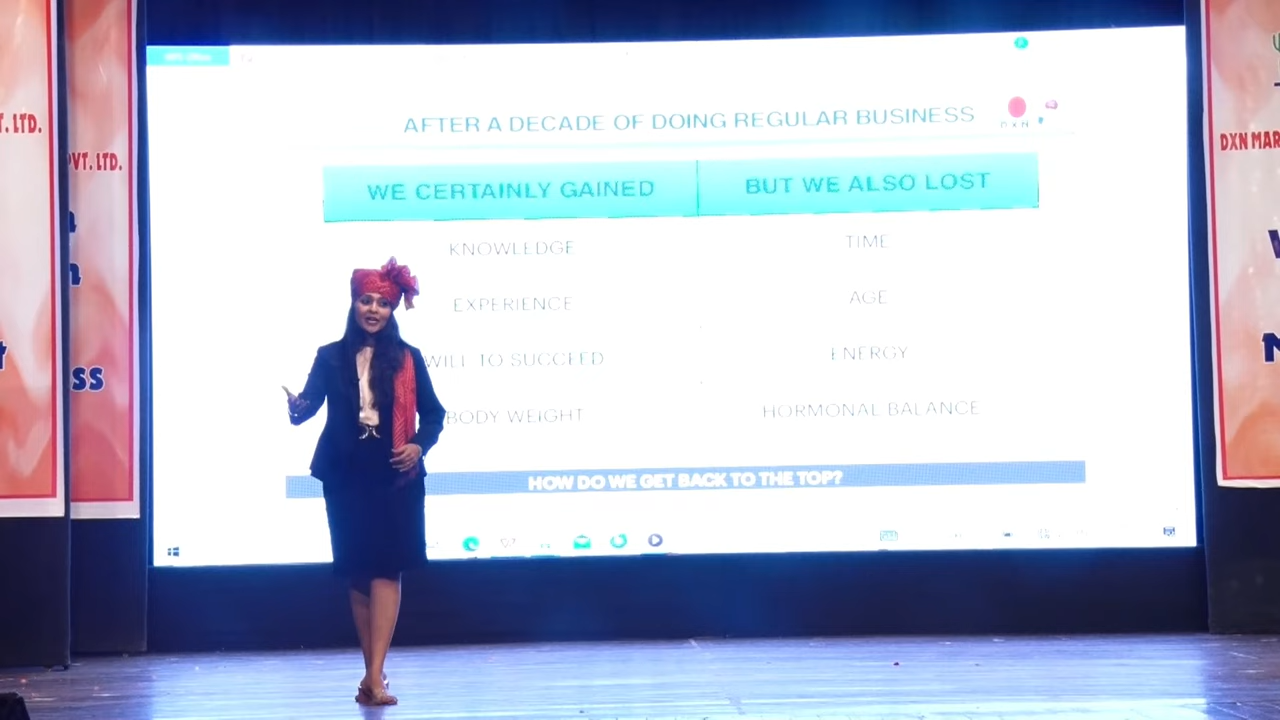 AFTER A DECADE OF DOING REGULAR BUSINESS
DXN
WE CERTAINLY GAINED
BUT WE ALSO LOST
KNOWLEDGE
TIME
EXPERIENCE
AGE
WILL TO SUCCEED
ENERGY
BODY WEIGHT
HORMONAL BALANCE
HOW DO WE GET BACK TO THE TOP?
T. LTD.
PVT. LTD.
ss
DXN MAR